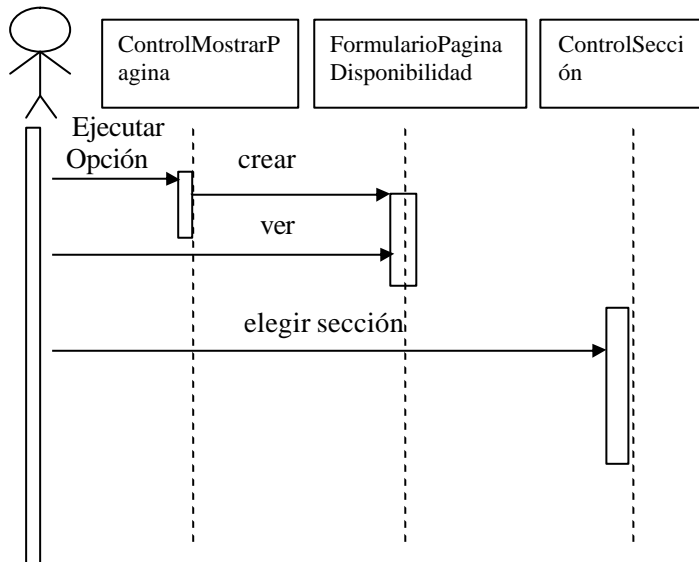 ControlMostrarP
agina
FormularioPagina
Disponibilidad
ControlSecci
ón
Ejecutar
Opción
crear
ver
elegir sección